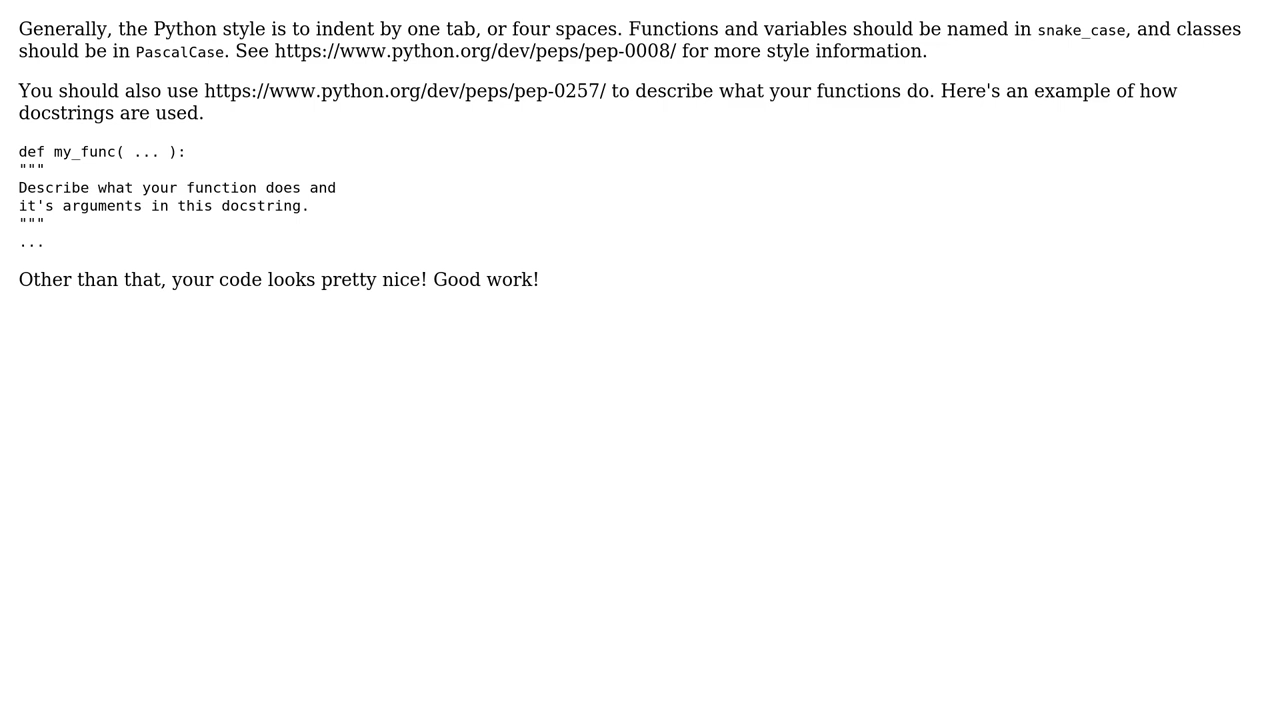 Generally, the Python style is to indent by one tab, or four spaces. Functions and variables should be named in snake_case, and classes
should be in PascalCase. See https://www.python.org/dev/peps/pep-0008/ for more style information.
You should also use https://www.python.org/dev/peps/pep-0257/ to describe what your functions do. Here's an example of how
docstrings are used.
def my_func( ... ):
"""
Describe what your function does and
it's arguments in this docstring.
"""
...
Other than that, your code looks pretty nice! Good work!